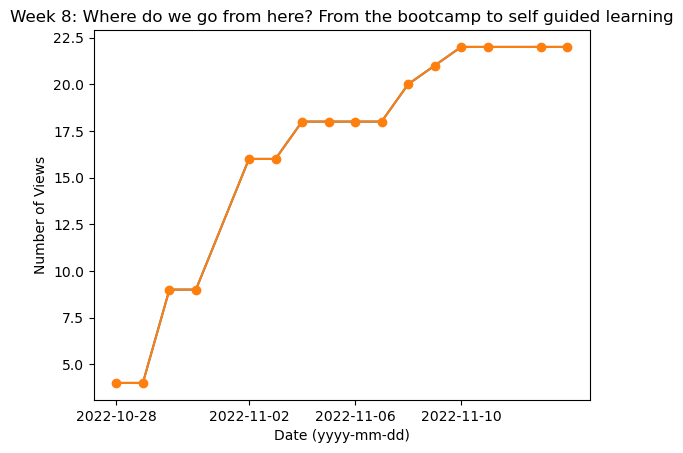 Week 8: Where do we go from here? From the bootcamp to self guided learning
22.5
20.0
17.5
15.0
12.5
10.0
7.5
5.0
Number of Views
2022-10-28 2022-11-02 2022-11-06 2022-11-10
Date (yyyy-mm-dd)